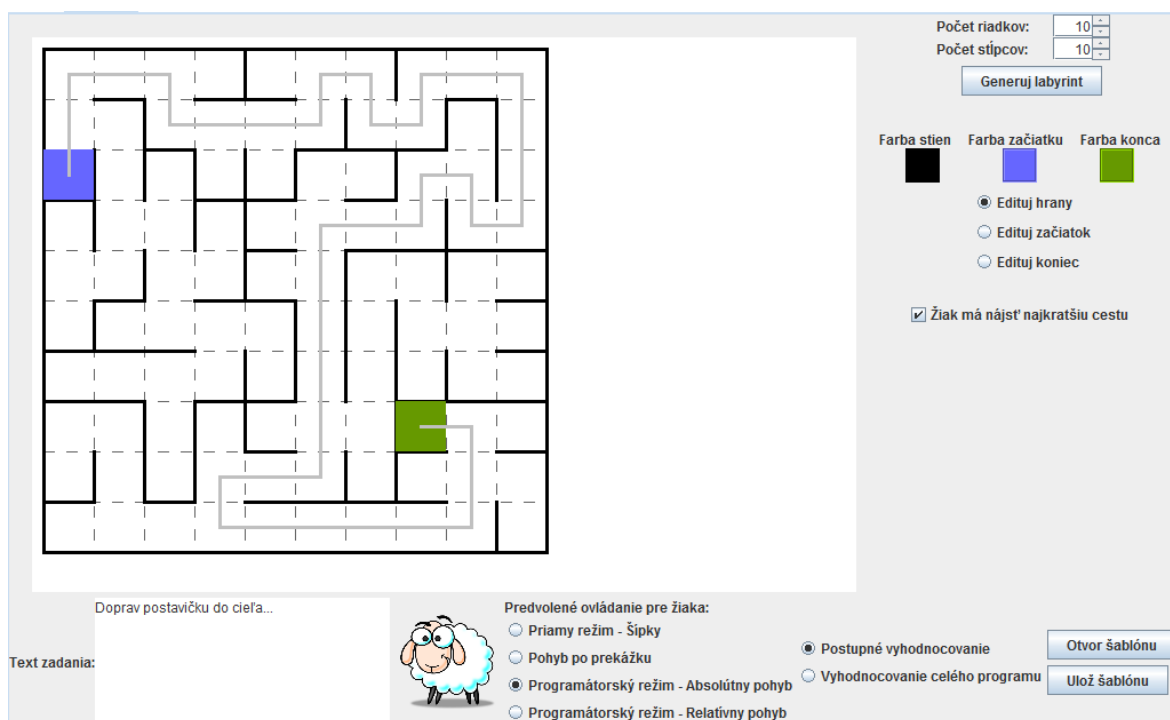 Počet riadkov: 10
Počet stĺpcov: 10
Generuj labyrint
Farba stien Farba začiatku Farba konca
Edituj hrany
Edituj začiatok
Edituj koniec
Žiak má nájsť najkratšiu cestu
Text zadania:
Doprav postavičku do cieľa...
Predvolené ovládanie pre žiaka:
Priamy režim - Šípky
Pohyb po prekážku
Programátorský režim - Absolútny pohyb
Programátorský režim - Relatívny pohyb
Postupné vyhodnocovanie
Vyhodnocovanie celého programu
Otvor šablónu
Ulož šablónu